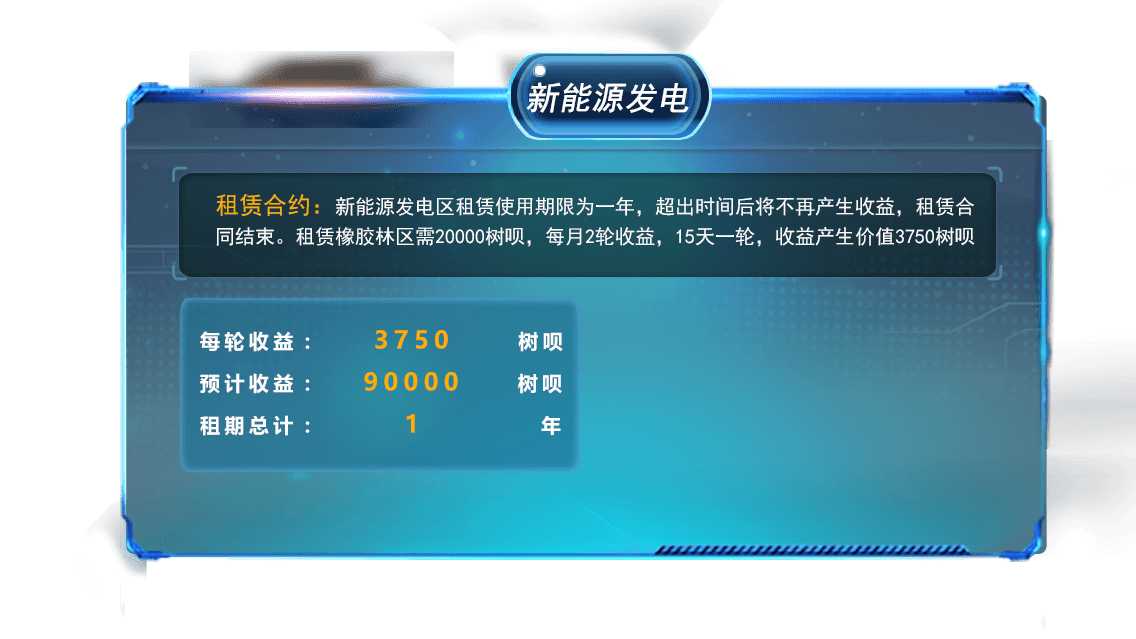 新能源发电
租赁合约：新能源发电区租赁使用期限为一年，超出时间后将不再产生收益，租赁合
同结束。租赁橡胶林区需20000树呗，每月2轮收益，15天一轮，收益产生价值3750树呗
每轮收益： 3750 树呗
预计收益： 90000 树呗
租期总计： 1 年